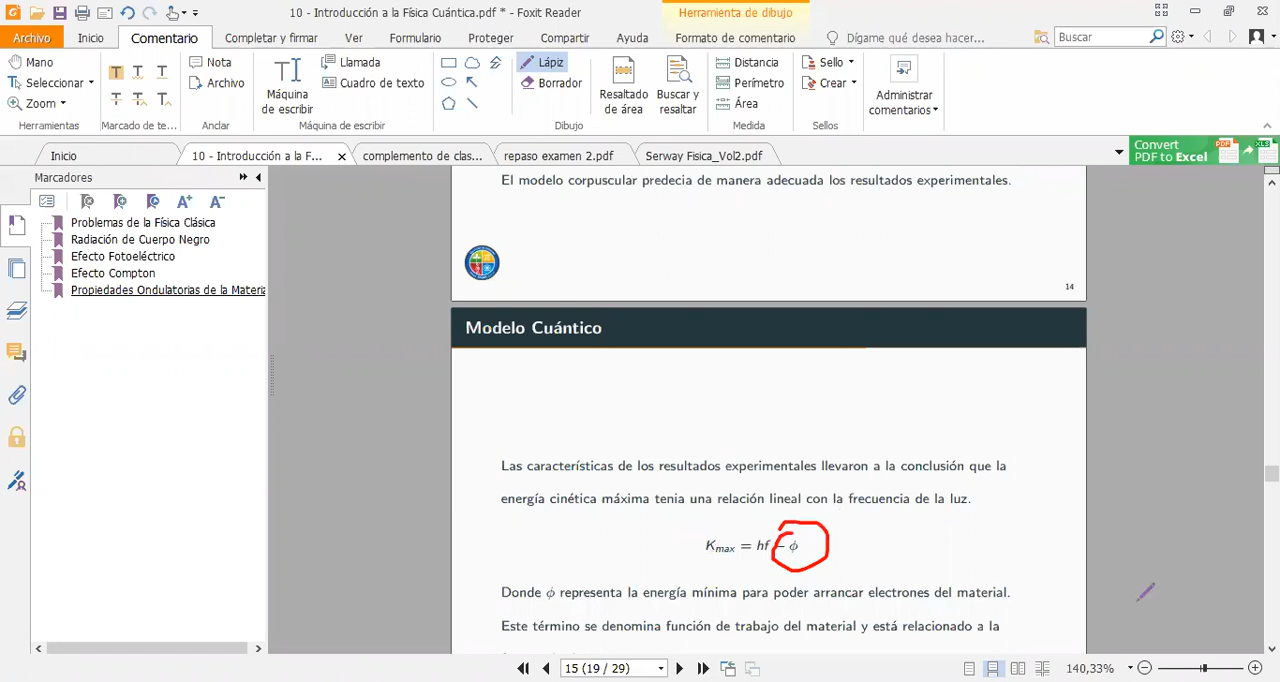 10 - Introducción a la Física Cuántica.pdf * - Foxit Reader
Herramienta de dibujo
Archivo
Inicio
Comentario
Completar y firmar
Ver
Formulario
Proteger
Compartir
Ayuda
Formato de comentario
Dígame qué desea hacer...
Buscar
Mano
Seleccionar
Zoom
Herramientas
T T T
T T T
Marcado de te...
Nota
Archivo
Anclar
Máquina
de escribir
Llamada
Cuadro de texto
Máquina de escribir
Lápiz
Borrador
Dibujo
Resaltado
de área
Buscar y
resaltar
Distancia
Perímetro
Área
Medida
Sello
Crear
Sellos
Administrar
comentarios
Inicio
10 - Introducción a la F...
complemento de clas...
repaso examen 2.pdf
Serway Fisica_Vol2.pdf
Convert
PDF to Excel
PDF
XLS
Marcadores
Problemas de la Física Clásica
Radiación de Cuerpo Negro
Efecto Fotoeléctrico
Efecto Compton
Propiedades Ondulatorias de la Materia
El modelo corpuscular predecia de manera adecuada los resultados experimentales.
14
Modelo Cuántico
Las características de los resultados experimentales llevaron a la conclusión que la
energía cinética máxima tenia una relación lineal con la frecuencia de la luz.
Kmax = hf − ϕ
Donde ϕ representa la energía mínima para poder arrancar electrones del material.
Este término se denomina función de trabajo del material y está relacionado a la
15 (19 / 29)
140,33%